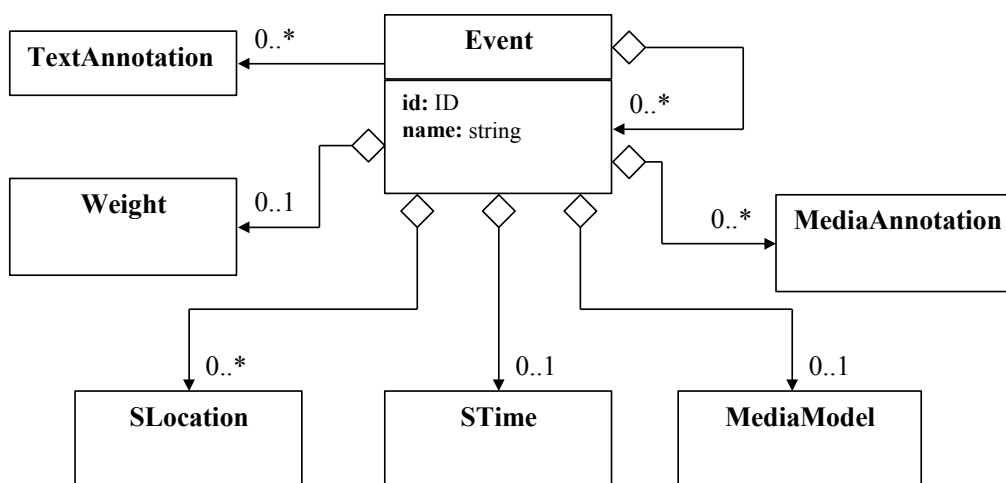 Event
0..*
TextAnnotation
id: ID
name: string
0..*
Weight
0..1
0..*
MediaAnnotation
0..*
0..1
0..1
SLocation
STime
MediaModel